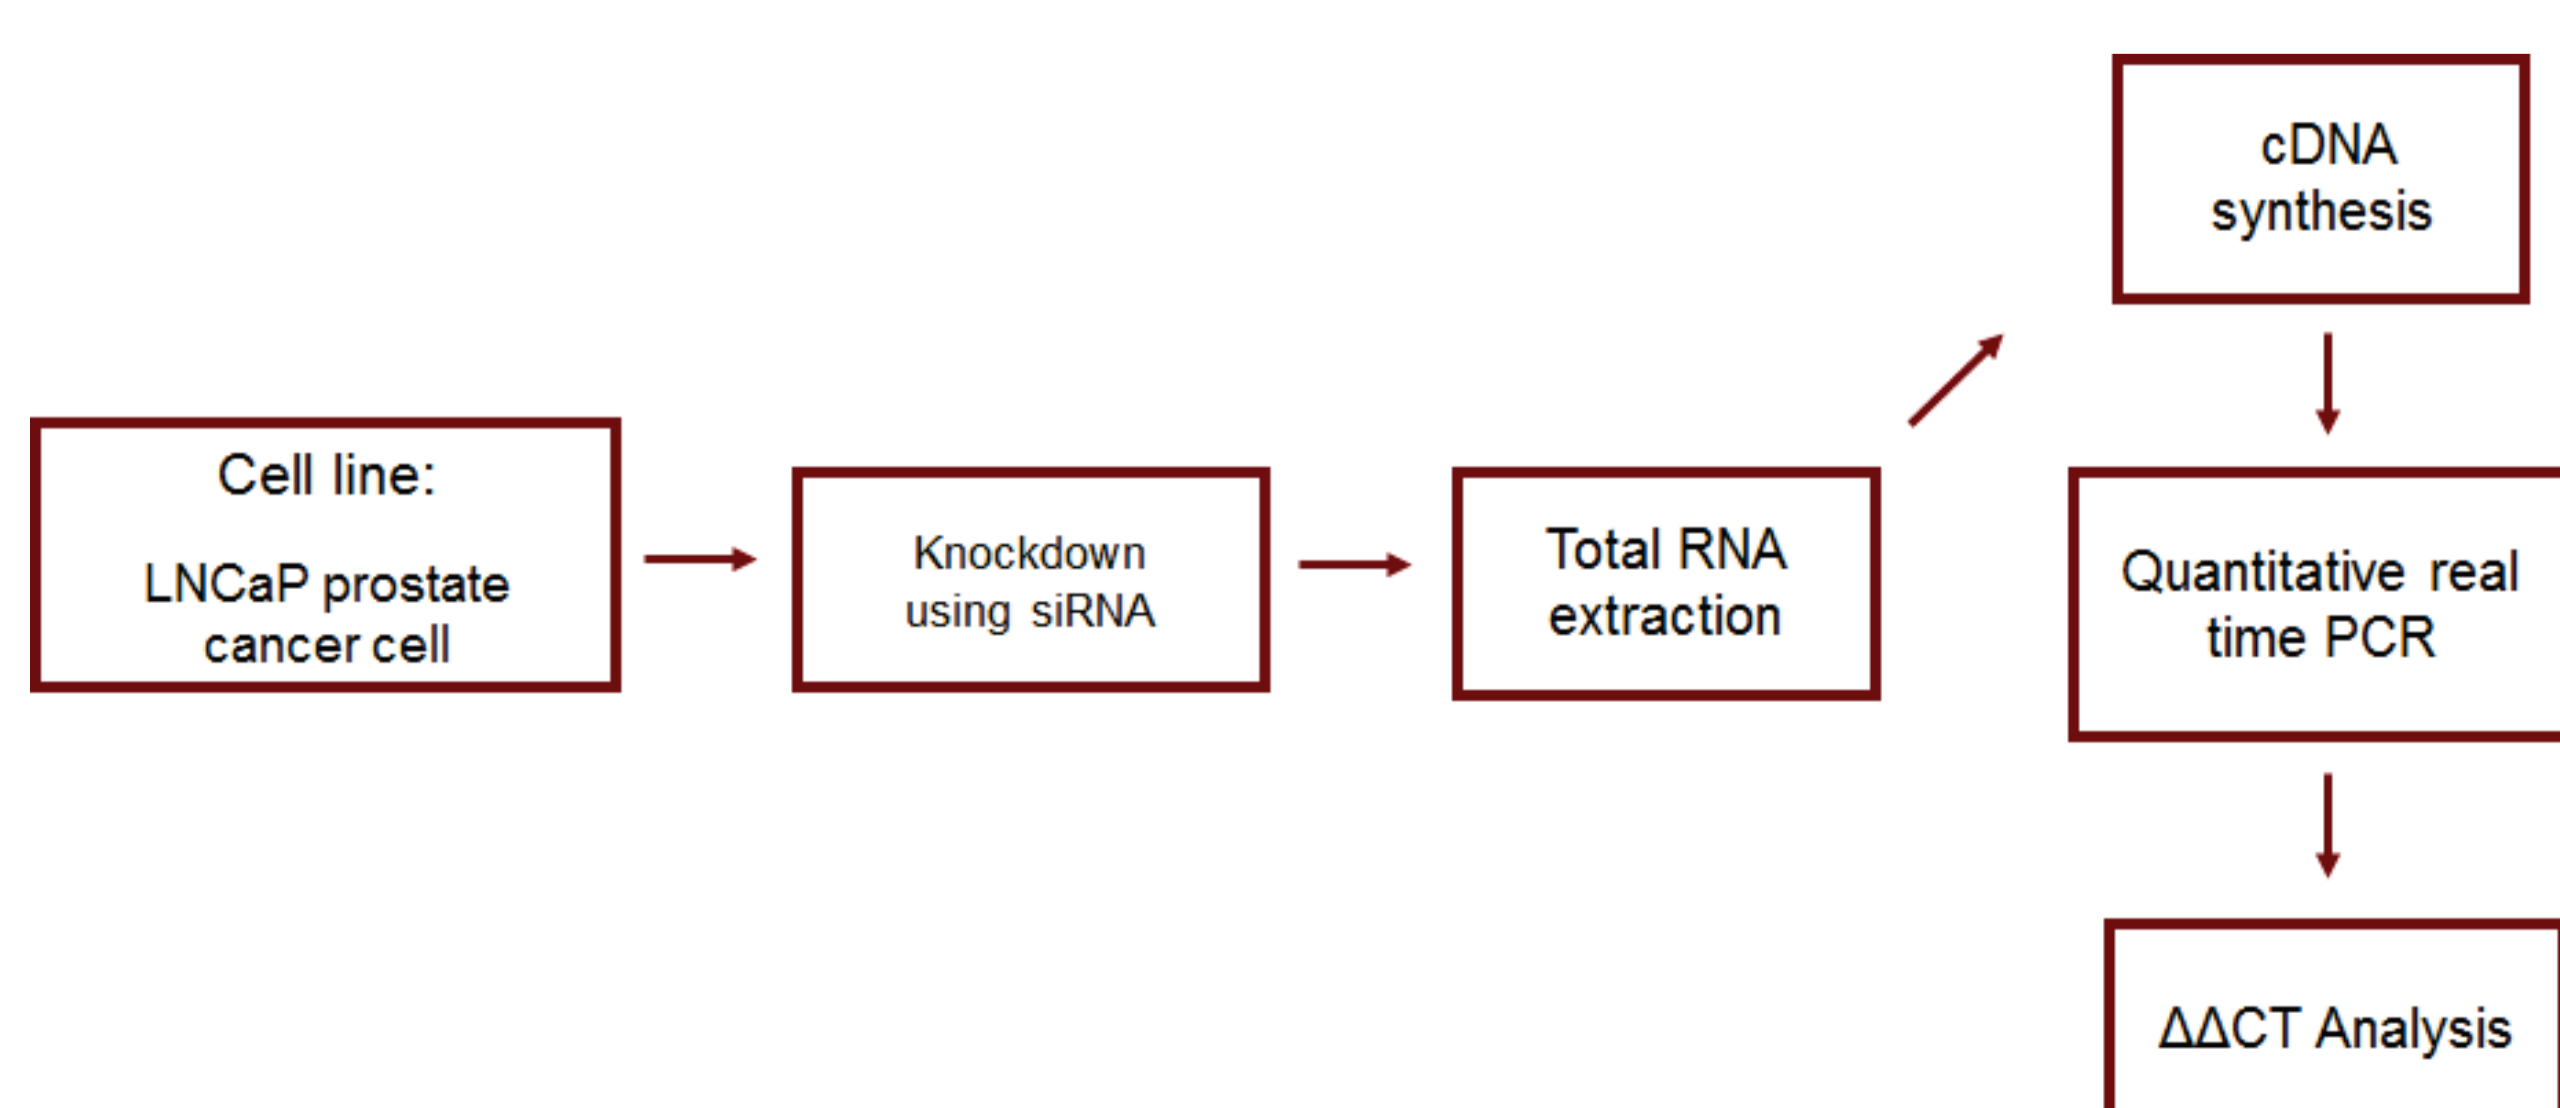 Cell line:
LNCaP prostate
cancer cell
Knockdown
using siRNA
Total RNA
extraction
cDNA
synthesis
Quantitative real
time PCR
ΔΔCT Analysis